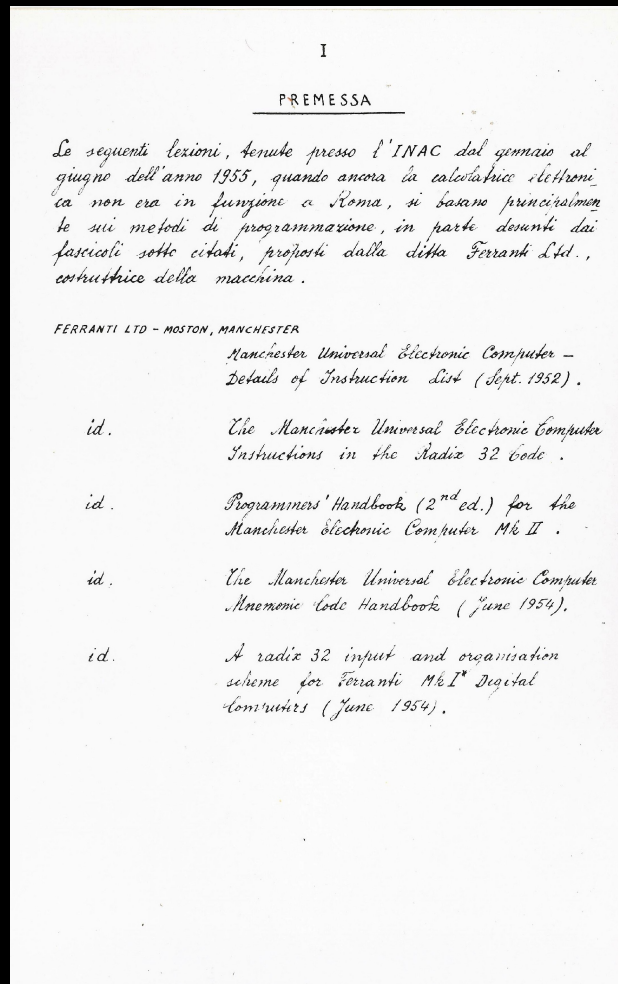 I
PREMESSA
Le seguenti lezioni, tenute presso l'INAC dal gennaio al
giugno dell'anno 1955, quando ancora la calcolatrice elettroni_
ca non era in funzione a Roma, si basano principalmen_
te sui metodi di programmazione, in parte desunti dai
fascicoli sotto citati, proposti dalla ditta Ferranti Ltd.,
costruttrice della macchina.
FERRANTI LTD - MOSTON, MANCHESTER
Manchester Universal Electronic Computer -
Details of Instruction List (Sept. 1952).
id. The Manchester Universal Electronic Computer
Instructions in the Radix 32 Code.
id. Programmers' Handbook (2nd ed.) for the
Manchester Electronic Computer Mk II.
id. The Manchester Universal Electronic Computer
Mnemonic Code Handbook (June 1954).
id. A radix 32 input and organisation
scheme for Ferranti Mk I* Digital
Computers (June 1954).